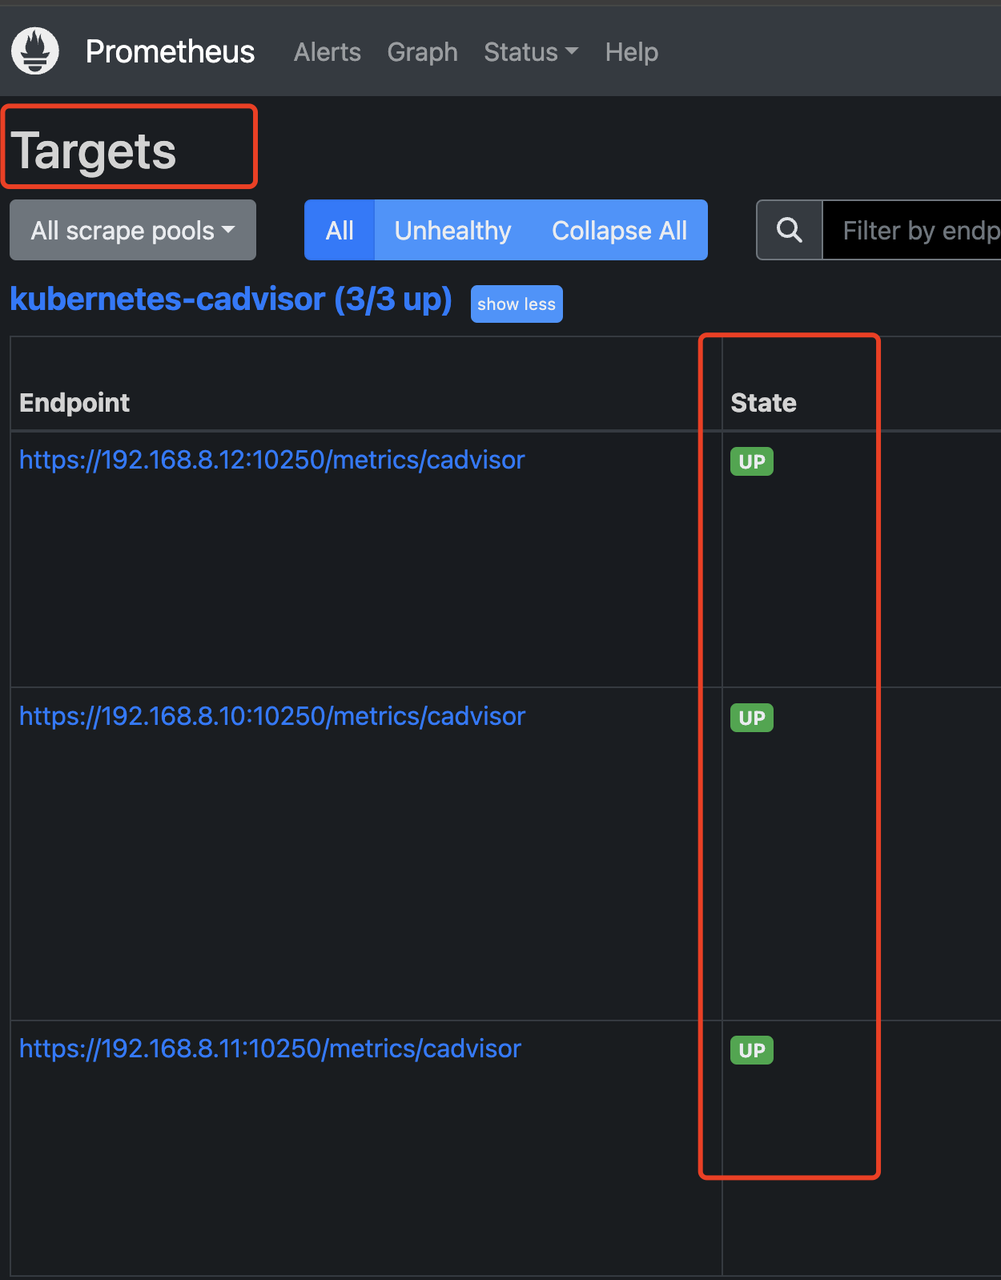 Prometheus Alerts Graph Status Help
Targets
All scrape pools All Unhealthy Collapse All Filter by endp
kubernetes-cadvisor (3/3 up) show less
Endpoint State
https://192.168.8.12:10250/metrics/cadvisor UP
https://192.168.8.10:10250/metrics/cadvisor UP
https://192.168.8.11:10250/metrics/cadvisor UP